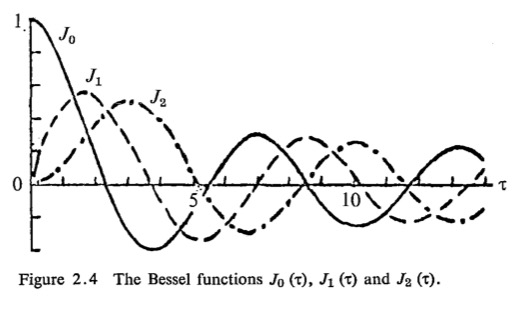 1
J₀
J₁
J₂
0
5
10
τ
Figure 2.4 The Bessel functions J₀ (τ), J₁ (τ) and J₂ (τ).